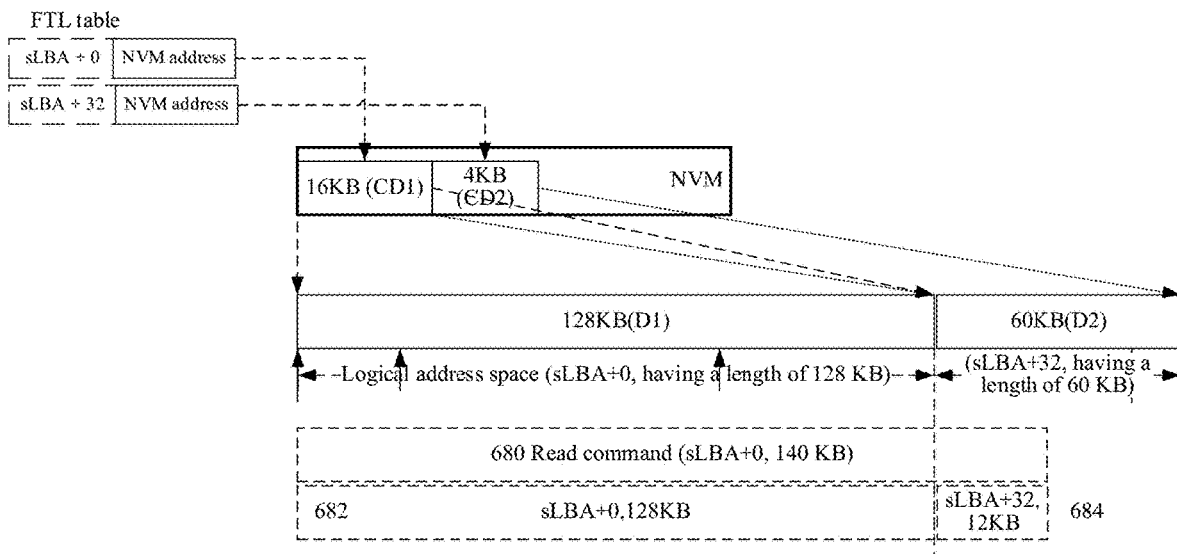 FTL table
sLBA + 0 NVM address
sLBA + 32 NVM address
16KB (CD1)
4KB
(CD2)
NVM
128KB(D1)
60KB(D2)
Logical address space (sLBA+0, having a length of 128 KB)
(sLBA+32, having a
length of 60 KB)
680 Read command (sLBA+0, 140 KB)
682
sLBA+0,128KB
sLBA+32,
12KB
684